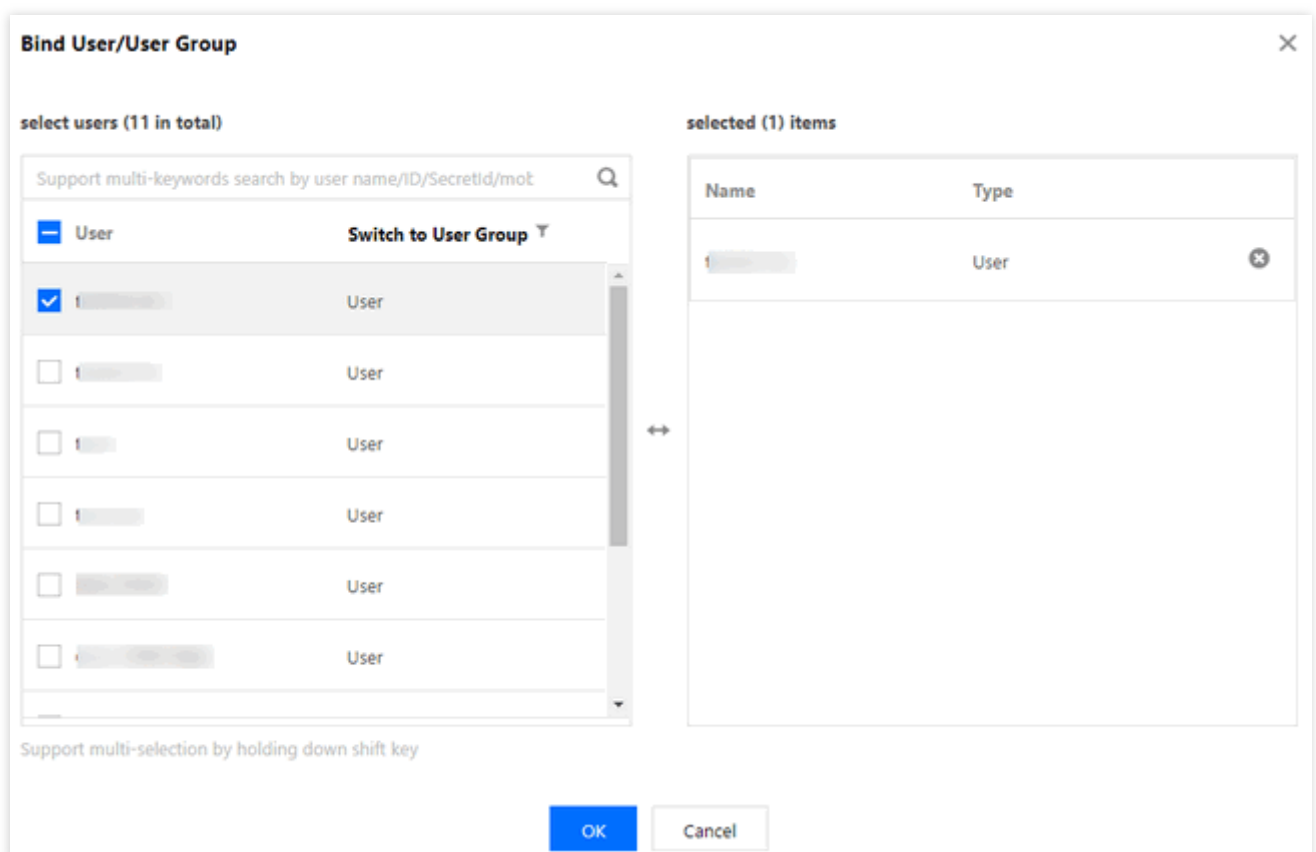 Bind User/User Group
select users (11 in total)
Support multi-keywords search by user name/ID/SecretId/mob
User Switch to User Group
User
User
User
User
User
User
Support multi-selection by holding down shift key
selected (1) items
Name Type
User
OK Cancel